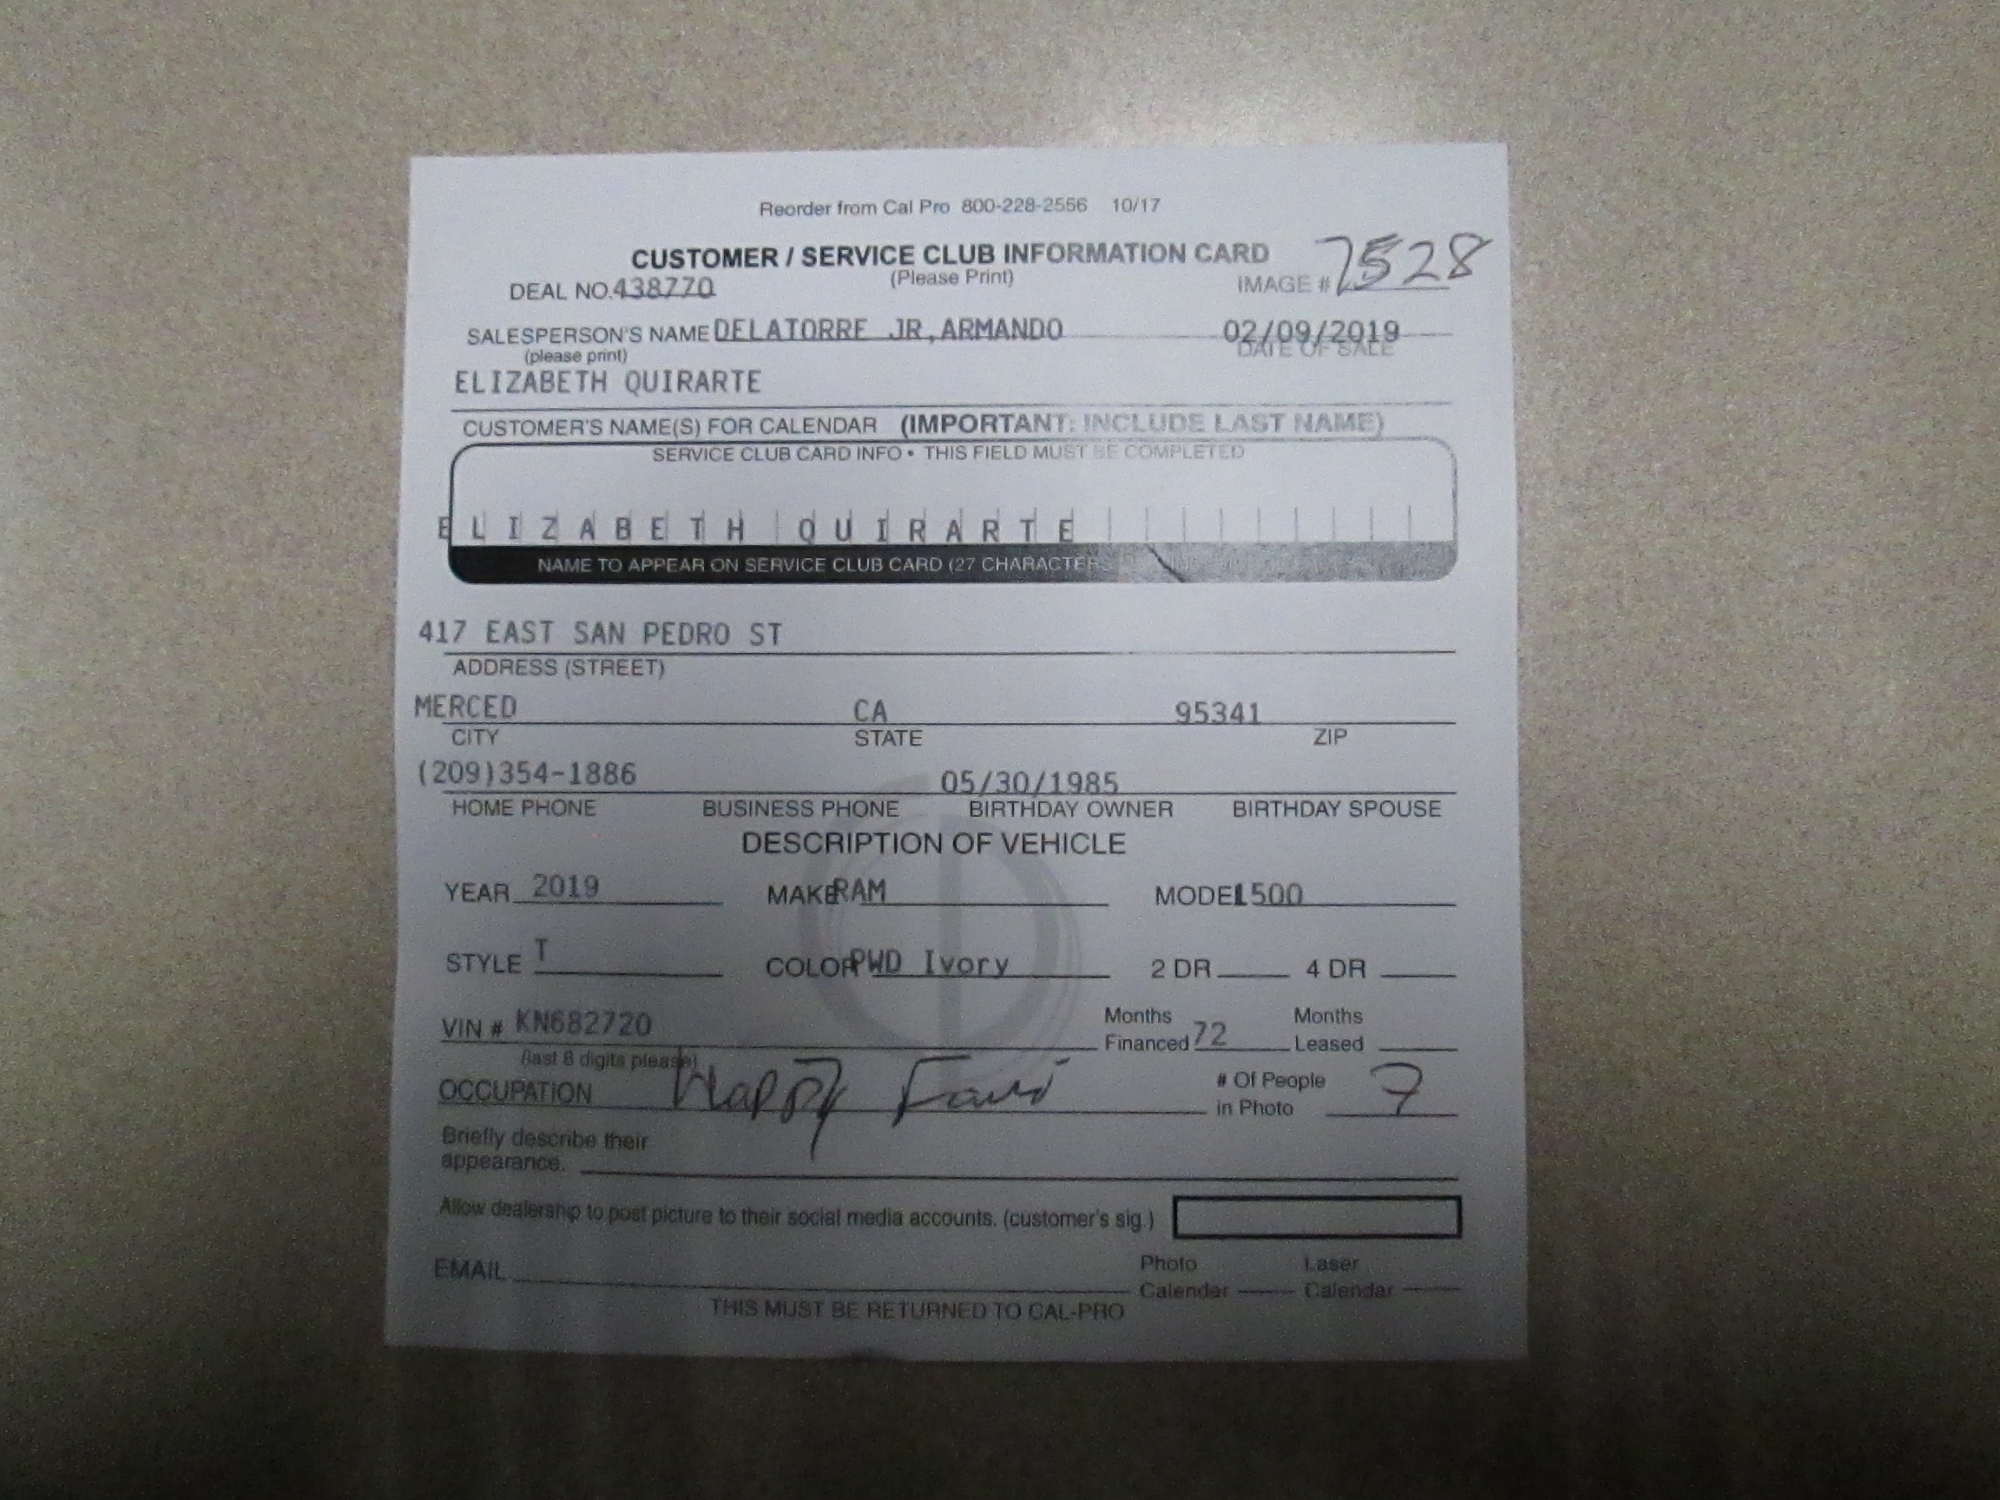 Reorder from Cal Pro 800-228-2556 10/17
CUSTOMER / SERVICE CLUB INFORMATION CARD
(Please Print)
DEAL NO.438770 IMAGE # 7528
SALESPERSON'S NAME DELATORRE JR,ARMANDO 02/09/2019
(please print) DATE OF SALE
ELIZABETH QUIRARTE
CUSTOMER'S NAME(S) FOR CALENDAR (IMPORTANT: INCLUDE LAST NAME)
SERVICE CLUB CARD INFO • THIS FIELD MUST BE COMPLETED
ELIZABETH QUIRARTE
NAME TO APPEAR ON SERVICE CLUB CARD (27 CHARACTERS
417 EAST SAN PEDRO ST
ADDRESS (STREET)
MERCED CA 95341
CITY STATE ZIP
(209)354-1886 05/30/1985
HOME PHONE BUSINESS PHONE BIRTHDAY OWNER BIRTHDAY SPOUSE
DESCRIPTION OF VEHICLE
YEAR 2019 MAKE RAM MODEL 1500
STYLE T COLOR PWD Ivory 2 DR 4 DR
VIN # KN682720 Months Financed 72 Months Leased
(last 8 digits please)
OCCUPATION Happy # Of People in Photo 7
Briefly describe their
appearance.
Allow dealership to post picture to their social media accounts. (customer's sig.)
EMAIL Photo Calendar Laser Calendar
THIS MUST BE RETURNED TO CAL-PRO